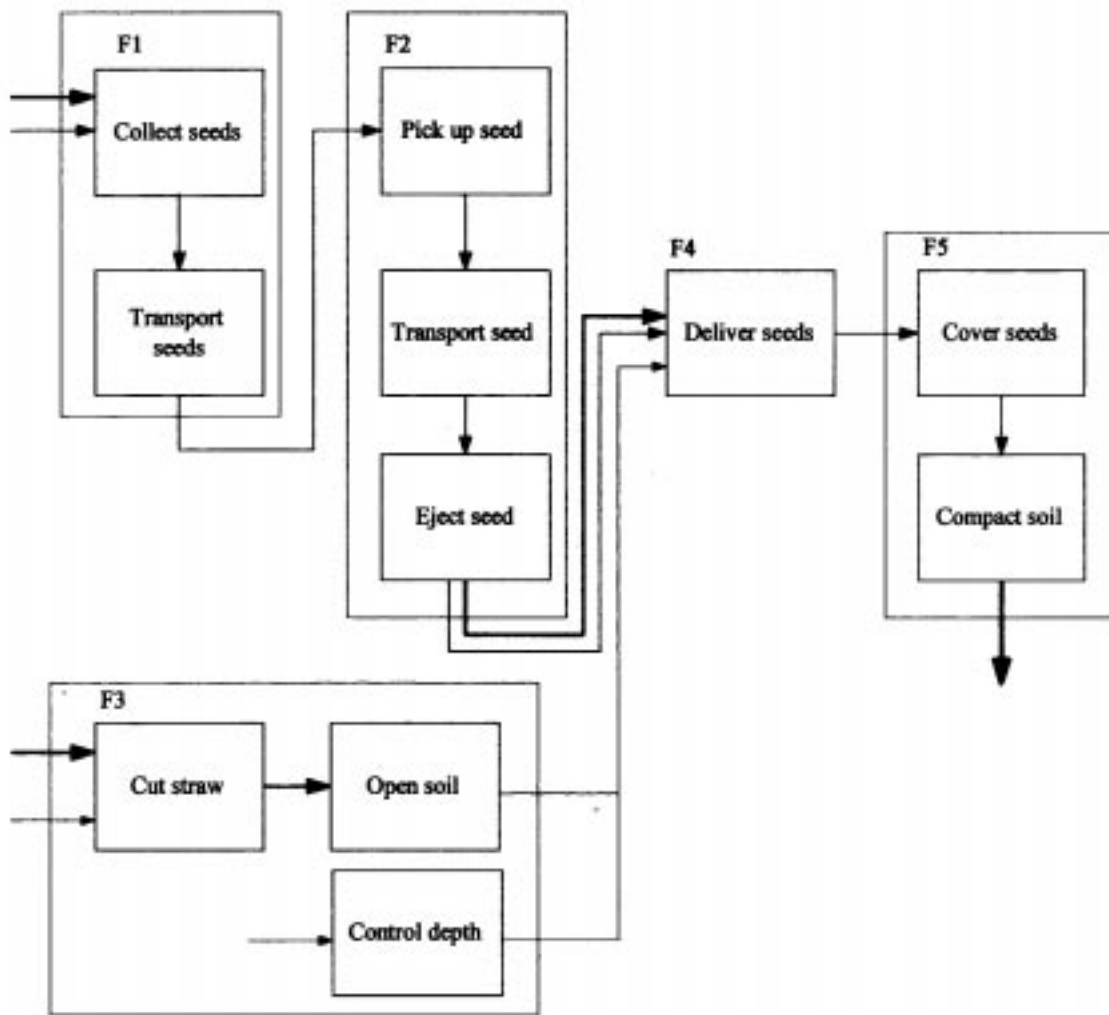 F1
Collect seeds
Transport
seeds
F2
Pick up seed
Transport seed
Eject seed
F3
Cut straw
Open soil
Control depth
F4
Deliver seeds
F5
Cover seeds
Compact soil